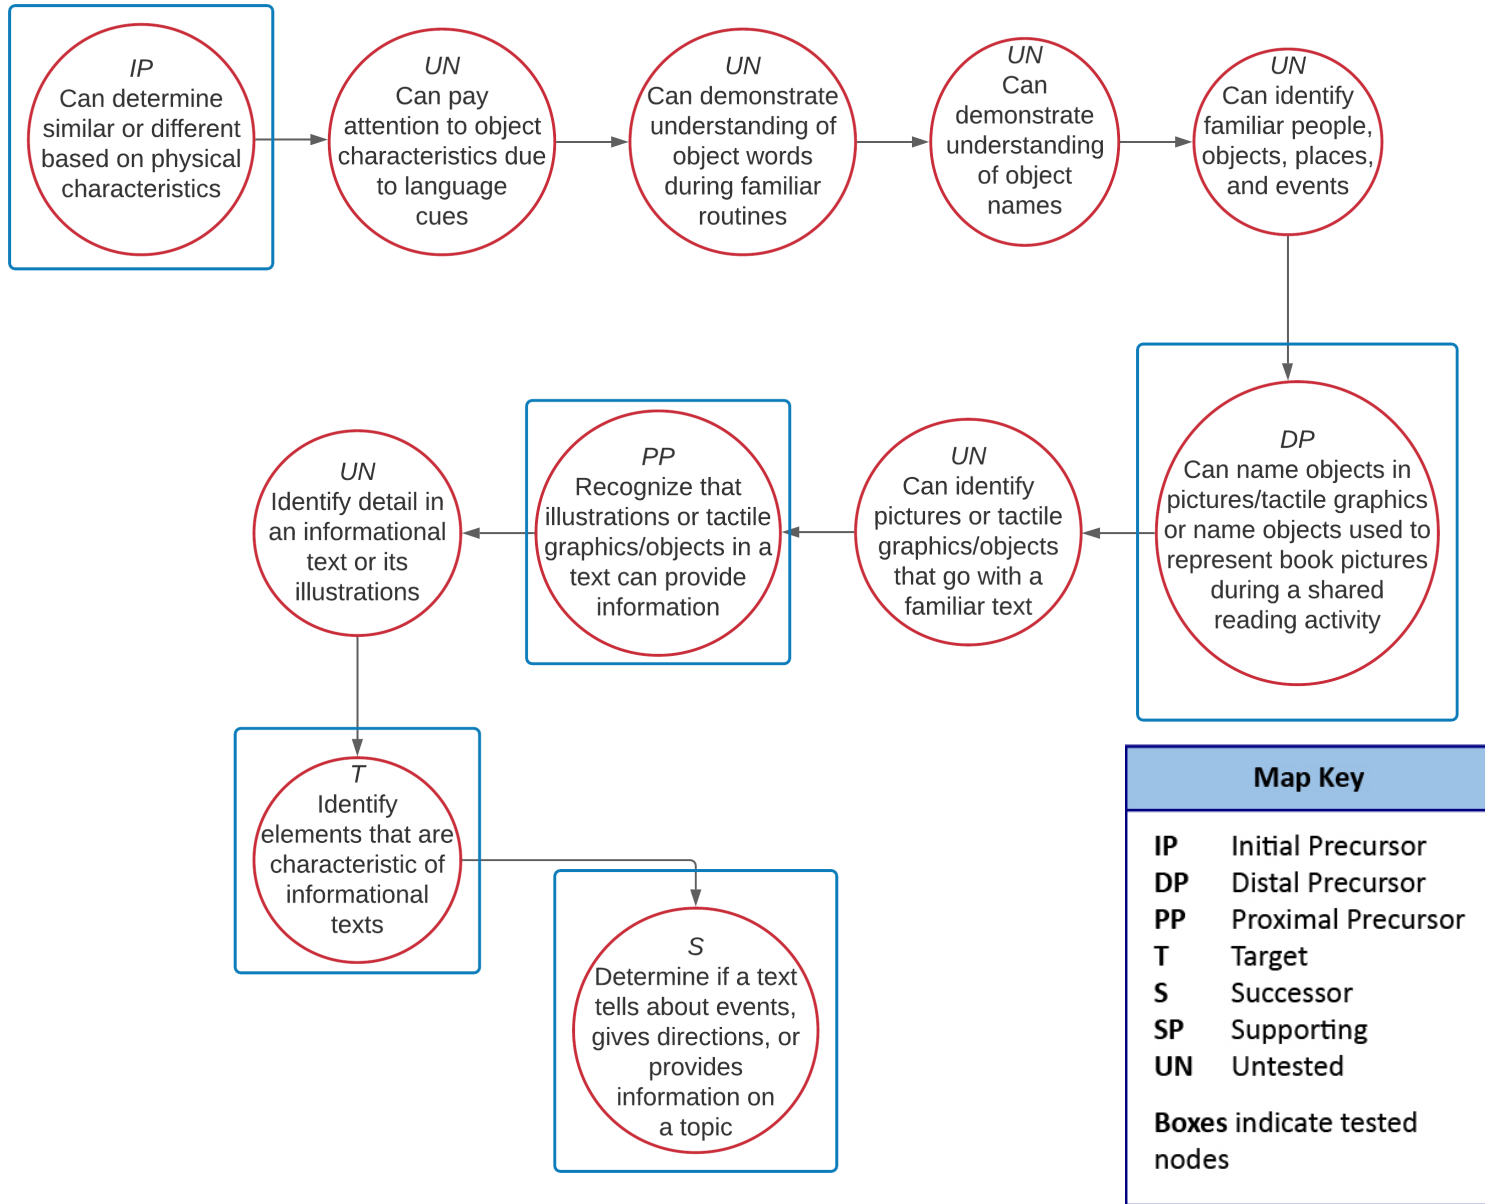 IP
Can determine
similar or different
based on physical
characteristics
UN
Can pay
attention to object
characteristics due
to language
cues
UN
Can demonstrate
understanding of
object words
during familiar
routines
UN
Can
demonstrate
understanding
of object
names
UN
Can identify
familiar people,
objects, places,
and events
DP
Can name objects in
pictures/tactile graphics
or name objects used to
represent book pictures
during a shared
reading activity
UN
Can identify
pictures or tactile
graphics/objects
that go with a
familiar text
PP
Recognize that
illustrations or tactile
graphics/objects in a
text can provide
information
UN
Identify detail in
an informational
text or its
illustrations
T
Identify
elements that are
characteristic of
informational
texts
S
Determine if a text
tells about events,
gives directions, or
provides
information on
a topic
Map Key
IP Initial Precursor
DP Distal Precursor
PP Proximal Precursor
T Target
S Successor
SP Supporting
UN Untested
Boxes indicate tested
nodes